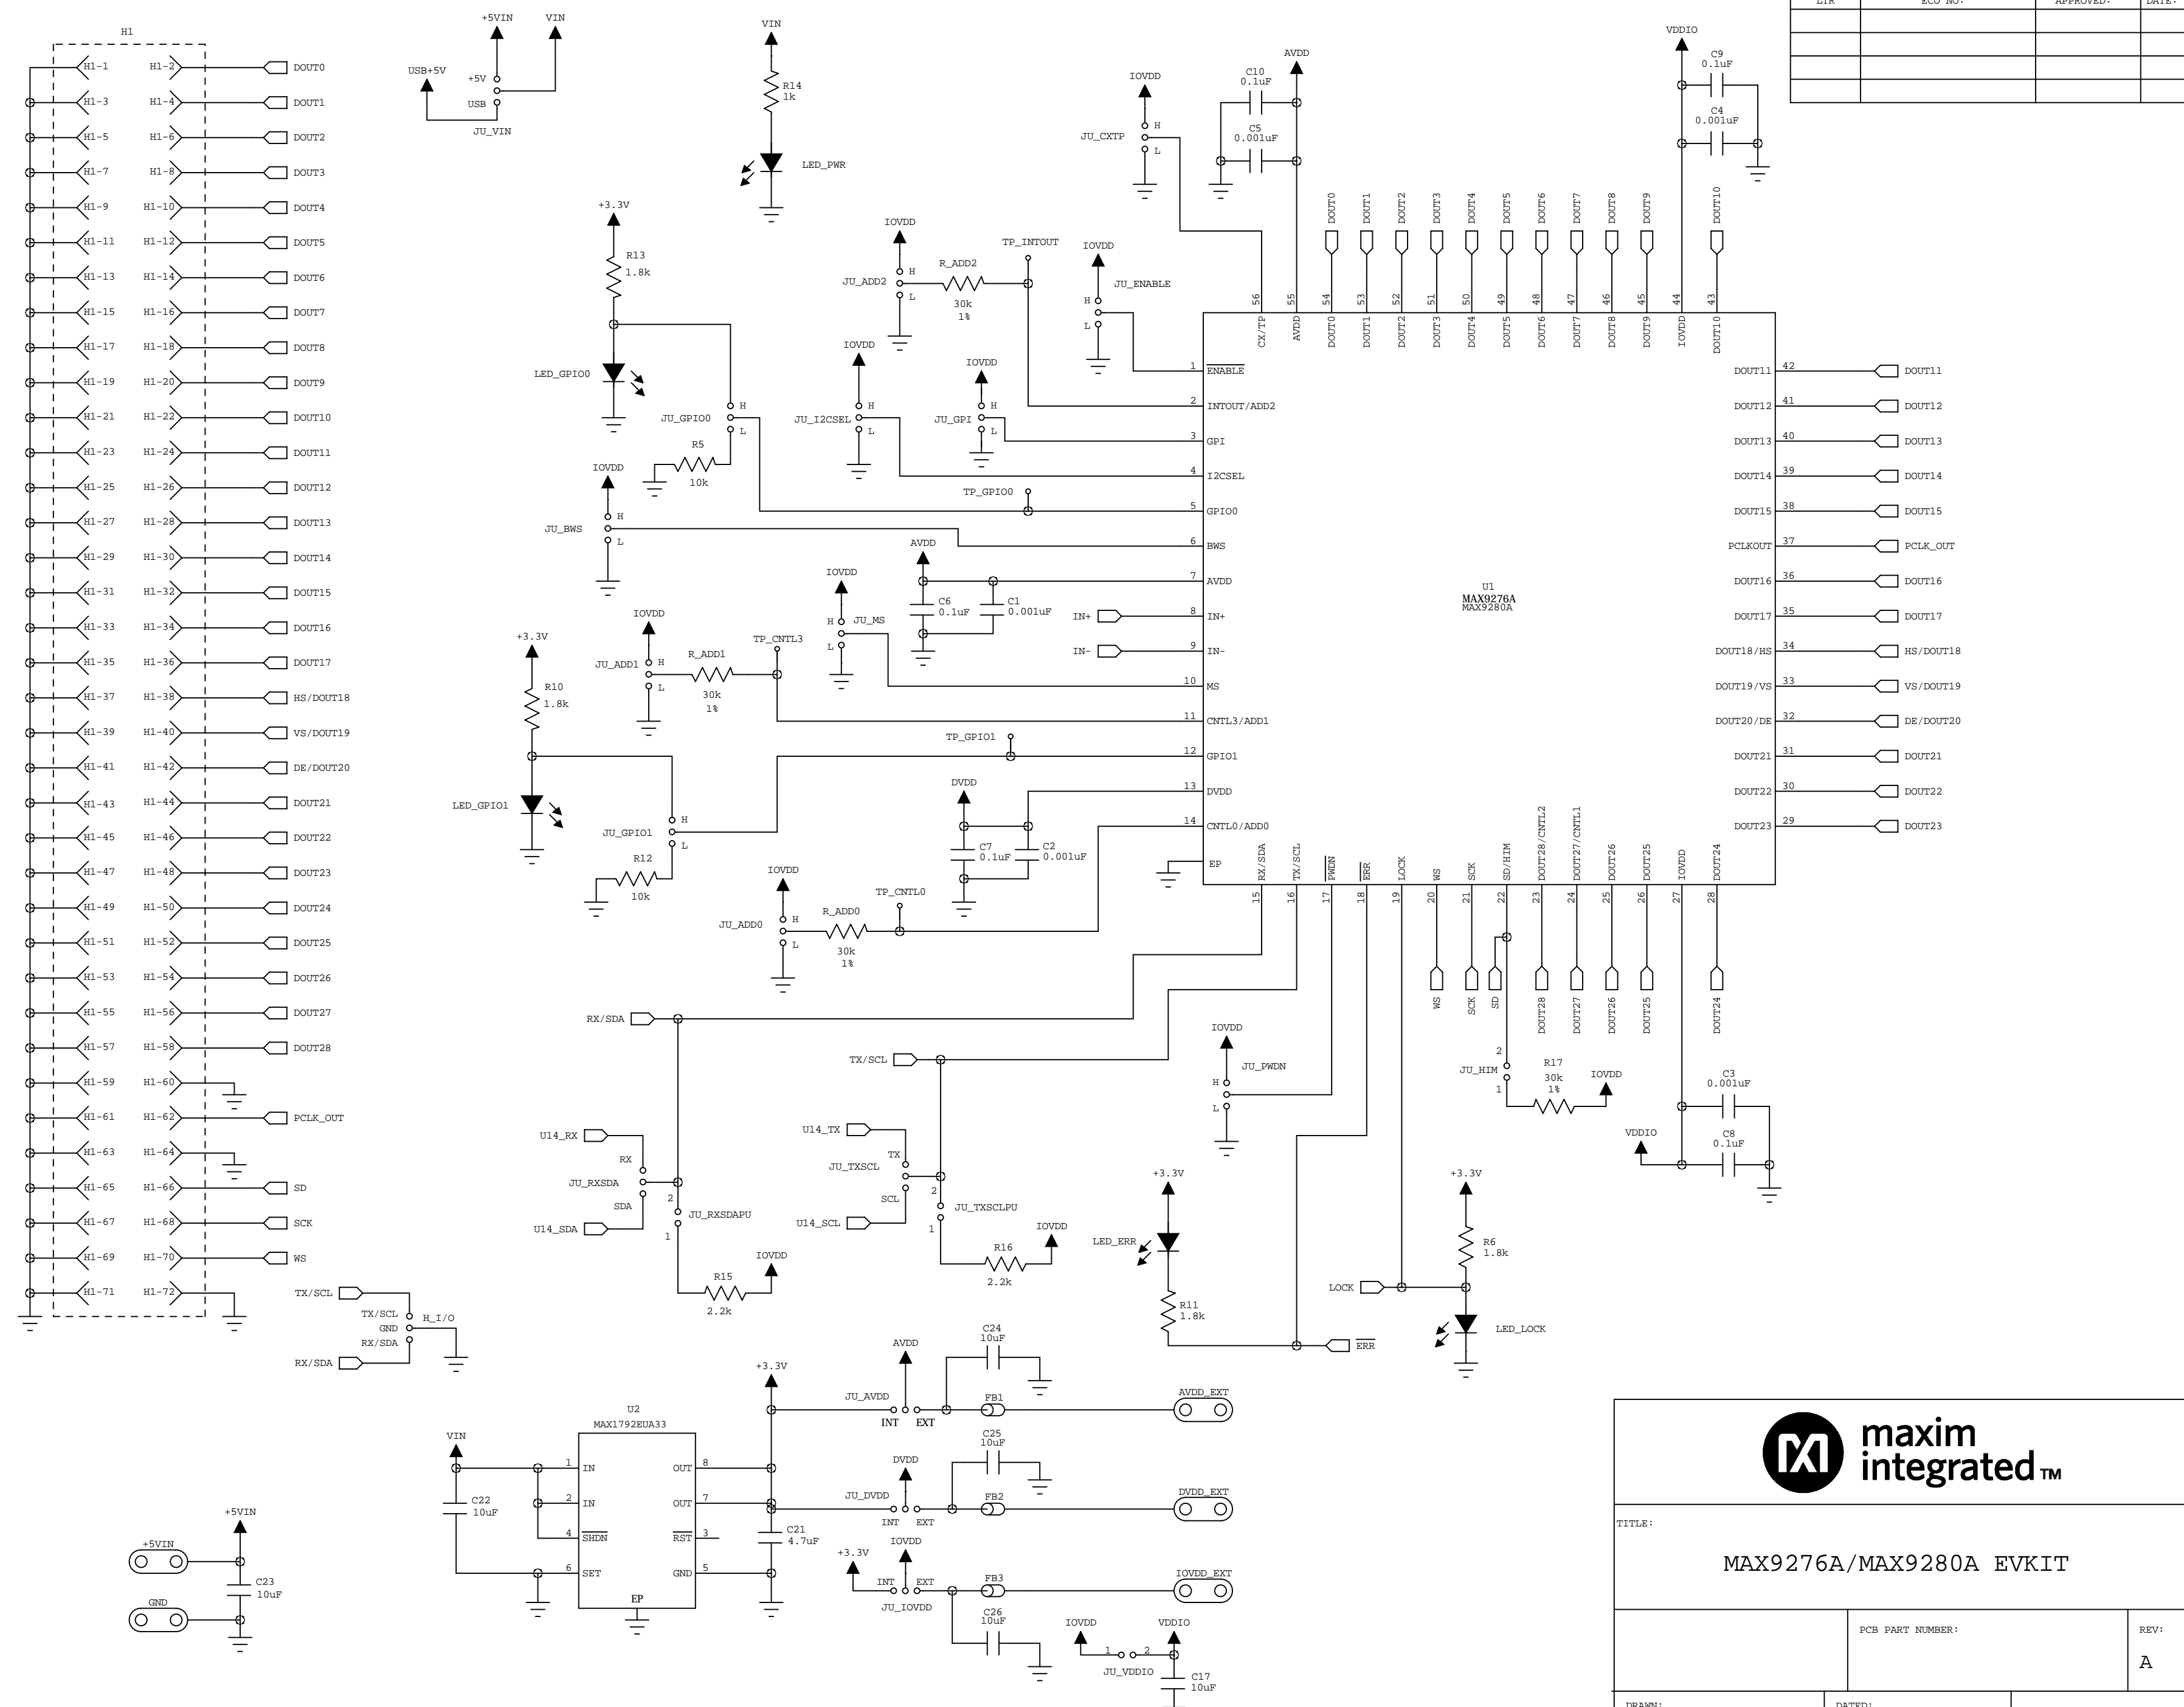 LTR ECO NO: APPROVED: DATE:
H1
H1-1 H1-2 DOUT0
H1-3 H1-4 DOUT1
H1-5 H1-6 DOUT2
H1-7 H1-8 DOUT3
H1-9 H1-10 DOUT4
H1-11 H1-12 DOUT5
H1-13 H1-14 DOUT6
H1-15 H1-16 DOUT7
H1-17 H1-18 DOUT8
H1-19 H1-20 DOUT9
H1-21 H1-22 DOUT10
H1-23 H1-24 DOUT11
H1-25 H1-26 DOUT12
H1-27 H1-28 DOUT13
H1-29 H1-30 DOUT14
H1-31 H1-32 DOUT15
H1-33 H1-34 DOUT16
H1-35 H1-36 DOUT17
H1-37 H1-38 HS/DOUT18
H1-39 H1-40 VS/DOUT19
H1-41 H1-42 DE/DOUT20
H1-43 H1-44 DOUT21
H1-45 H1-46 DOUT22
H1-47 H1-48 DOUT23
H1-49 H1-50 DOUT24
H1-51 H1-52 DOUT25
H1-53 H1-54 DOUT26
H1-55 H1-56 DOUT27
H1-57 H1-58 DOUT28
H1-59 H1-60
H1-61 H1-62 PCLK_OUT
H1-63 H1-64
H1-65 H1-66 SD
H1-67 H1-68 SCK
H1-69 H1-70 WS
H1-71 H1-72
TX/SCL
TX/SCL H_I/O
GND
RX/SDA
RX/SDA
+5VIN VIN
USB+5V
+5V
USB
JU_VIN
VIN
R14
1k
LED_PWR
+3.3V
R13
1.8k
LED_GPIO0
JU_GPIO0
H
L
R5
10k
IOVDD
JU_BWS
H
L
IOVDD
JU_ADD2
H
L
R_ADD2
30k
1%
TP_INTOUT
IOVDD
JU_I2CSEL
H
L
IOVDD
JU_GPI
H
L
IOVDD
JU_ENABLE
H
L
IOVDD
JU_CXTP
H
L
C10
0.1uF
C5
0.001uF
AVDD
VDDIO
C9
0.1uF
C4
0.001uF
TP_GPIO0
AVDD
C6
0.1uF
C1
0.001uF
IOVDD
JU_MS
H
L
IN+
IN-
IOVDD
JU_ADD1
H
L
R_ADD1
30k
1%
TP_CNTL3
+3.3V
R10
1.8k
LED_GPIO1
JU_GPIO1
H
L
R12
10k
TP_GPIO1
DVDD
C7
0.1uF
C2
0.001uF
IOVDD
JU_ADD0
H
L
R_ADD0
30k
1%
TP_CNTL0
DOUT0 DOUT1 DOUT2 DOUT3 DOUT4 DOUT5 DOUT6 DOUT7 DOUT8 DOUT9 DOUT10
56 55 54 53 52 51 50 49 48 47 46 45 44 43
CX/TP AVDD DOUT0 DOUT1 DOUT2 DOUT3 DOUT4 DOUT5 DOUT6 DOUT7 DOUT8 DOUT9 IOVDD DOUT10
1 ENABLE
2 INTOUT/ADD2
3 GPI
4 I2CSEL
5 GPIO0
6 BWS
7 AVDD
8 IN+
9 IN-
10 MS
11 CNTL3/ADD1
12 GPIO1
13 DVDD
14 CNTL0/ADD0
EP
U1
MAX9276A
MAX9280A
DOUT11 42 DOUT11
DOUT12 41 DOUT12
DOUT13 40 DOUT13
DOUT14 39 DOUT14
DOUT15 38 DOUT15
PCLKOUT 37 PCLK_OUT
DOUT16 36 DOUT16
DOUT17 35 DOUT17
DOUT18/HS 34 HS/DOUT18
DOUT19/VS 33 VS/DOUT19
DOUT20/DE 32 DE/DOUT20
DOUT21 31 DOUT21
DOUT22 30 DOUT22
DOUT23 29 DOUT23
RX/SDA TX/SCL PWDN ERR LOCK WS SCK SD/HIM DOUT28/CNTL2 DOUT27/CNTL1 DOUT26 DOUT25 IOVDD DOUT24
15 16 17 18 19 20 21 22 23 24 25 26 27 28
WS SCK SD DOUT28 DOUT27 DOUT26 DOUT25 DOUT24
RX/SDA
TX/SCL
U14_RX
RX
JU_RXSDA
SDA
U14_SDA
2
JU_RXSDAPU
1
R15
2.2k
IOVDD
U14_TX
TX
JU_TXSCL
SCL
U14_SCL
2
JU_TXSCLPU
1
R16
2.2k
IOVDD
IOVDD
JU_PWDN
H
L
+3.3V
LED_ERR
R11
1.8k
ERR
LOCK
+3.3V
R6
1.8k
LED_LOCK
2
JU_HIM
1
R17
30k
1%
IOVDD
C3
0.001uF
VDDIO
C8
0.1uF
+5VIN
+5VIN
GND
C23
10uF
VIN
C22
10uF
U2
MAX1792EUA33
1 IN OUT 8
2 IN OUT 7
4 SHDN RST 3
6 SET GND 5
EP
+3.3V
C21
4.7uF
AVDD
JU_AVDD
INT EXT
C24
10uF
FB1
AVDD_EXT
DVDD
JU_DVDD
INT EXT
C25
10uF
FB2
DVDD_EXT
+3.3V
IOVDD
INT EXT
JU_IOVDD
FB3
C26
10uF
IOVDD_EXT
IOVDD VDDIO
1 2
JU_VDDIO
C17
10uF
maxim
integrated™
TITLE:
MAX9276A/MAX9280A EVKIT
PCB PART NUMBER:
REV:
A
DRAWN: DATED: